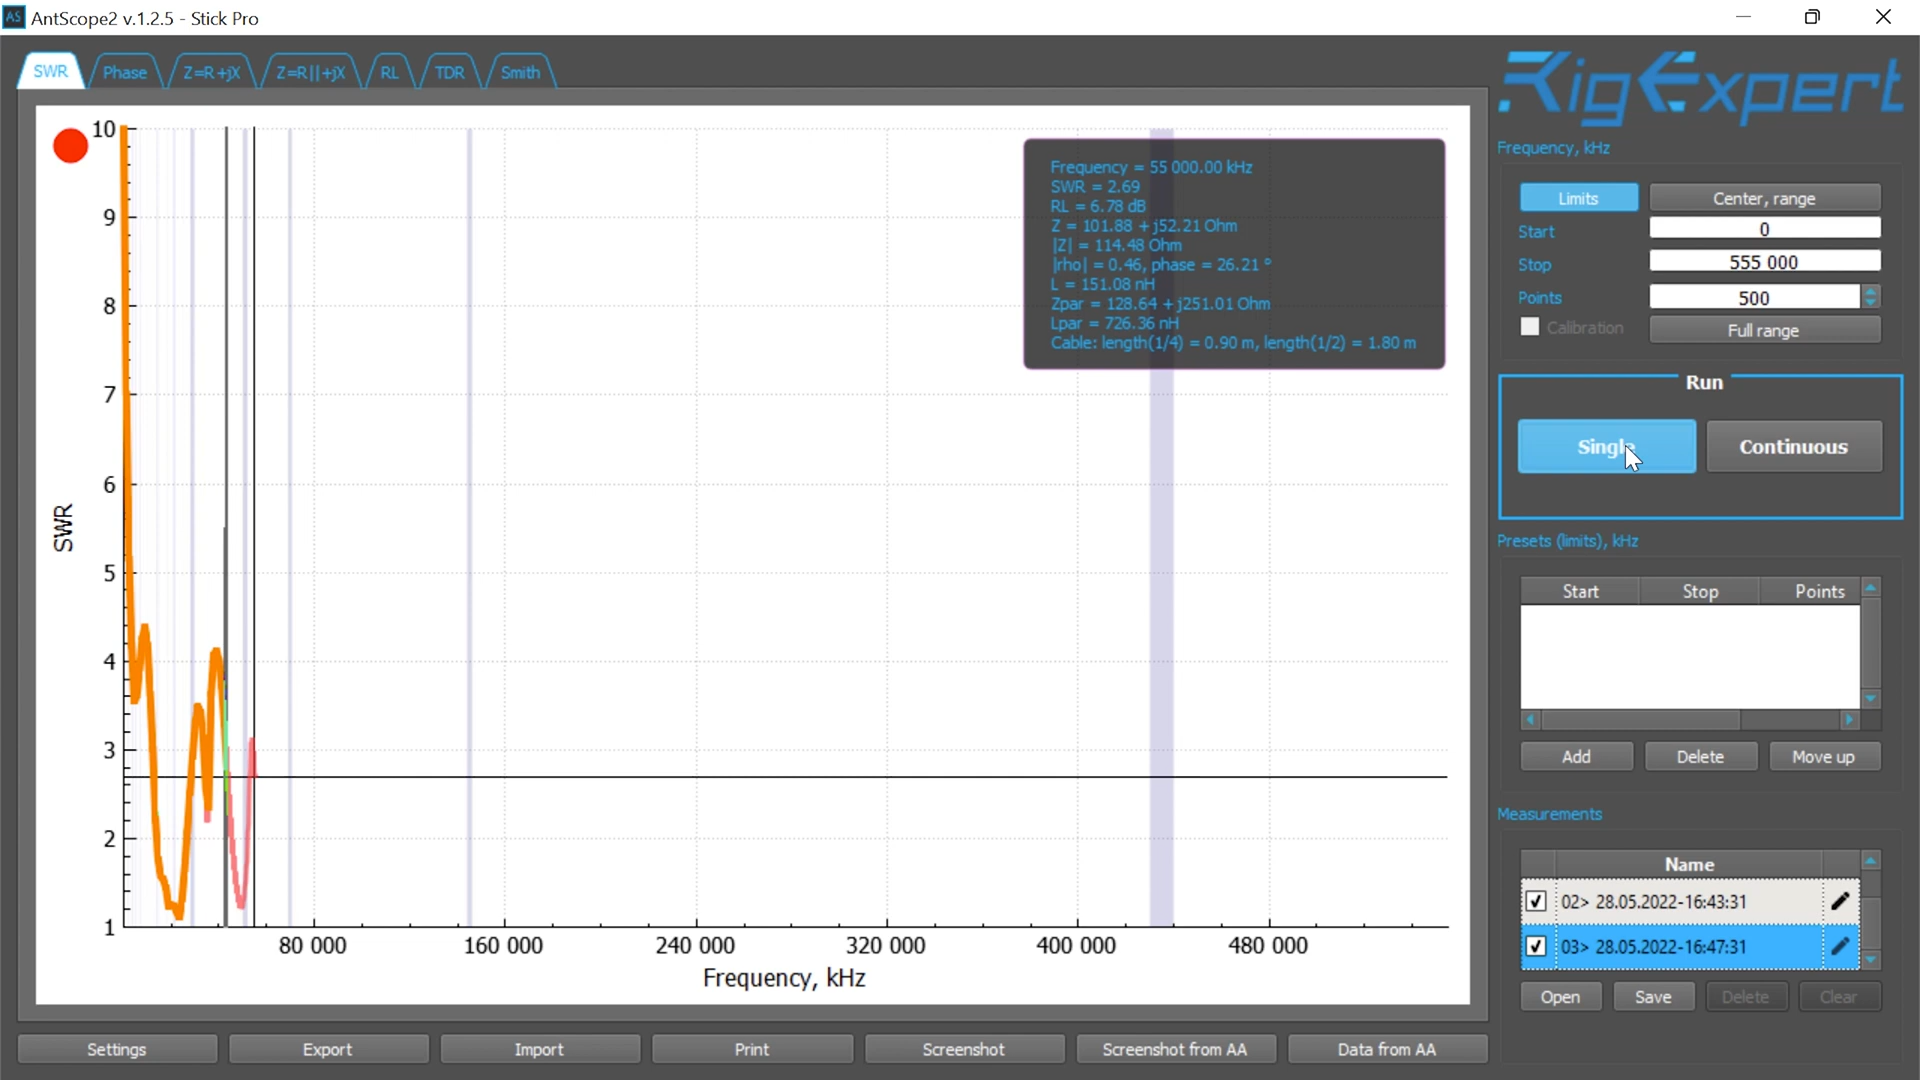 AS AntScope2 v.1.2.5 - Stick Pro
SWR
Phase
Z=R+jX
Z=R||+jX
RL
TDR
Smith
RigExpert
10
9
8
7
6
5
4
3
2
1
SWR
80 000
160 000
240 000
320 000
400 000
480 000
Frequency, kHz
Frequency = 55 000.00 kHz
SWR = 2.69
RL = 6.78 dB
Z = 101.88 +j52.21 Ohm
|Z| = 114.48 Ohm
|rho| = 0.46, phase = 26.21 °
L = 151.08 nH
Zpar = 128.64 +j251.01 Ohm
Lpar = 726.36 nH
Cable: length(1/4) = 0.90 m, length(1/2) = 1.80 m
Frequency, kHz
Limits
Center, range
Start
0
Stop
555 000
Points
500
Calibration
Full range
Run
Single
Continuous
Presets (limits), kHz
Start Stop Points
Add
Delete
Move up
Measurements
Name
02> 28.05.2022-16:43:31
03> 28.05.2022-16:47:31
Open
Save
Delete
Clear
Settings
Export
Import
Print
Screenshot
Screenshot from AA
Data from AA